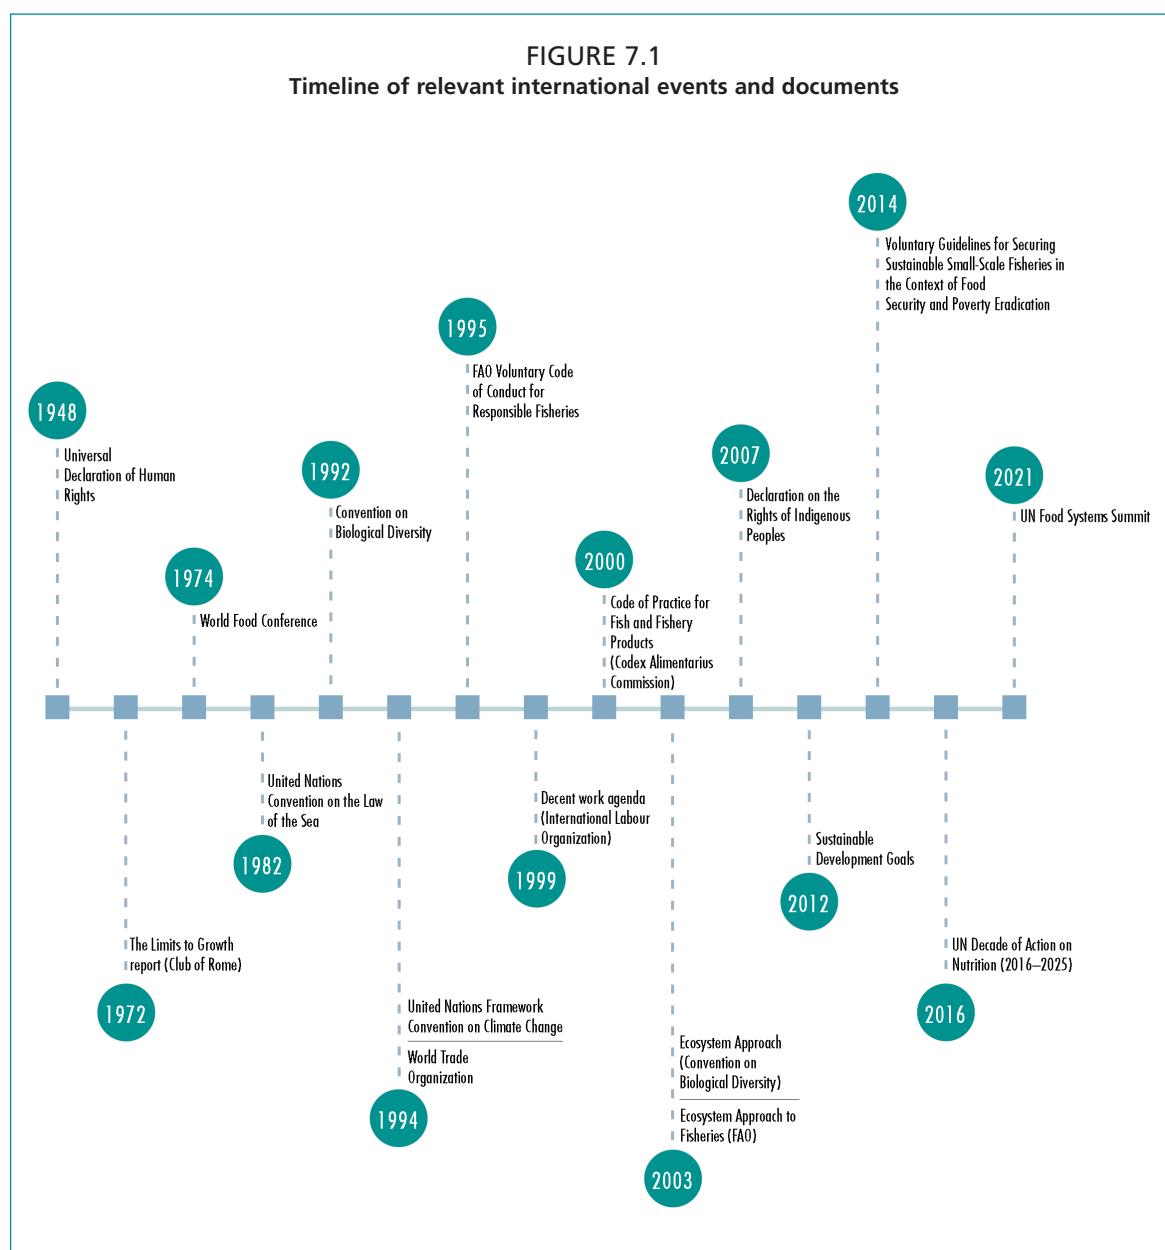 FIGURE 7.1
Timeline of relevant international events and documents
1948
Universal
Declaration of Human
Rights
1972
The Limits to Growth
report (Club of Rome)
1974
World Food Conference
1982
United Nations
Convention on the Law
of the Sea
1992
Convention on
Biological Diversity
1994
United Nations Framework
Convention on Climate Change
World Trade
Organization
1995
FAO Voluntary Code
of Conduct for
Responsible Fisheries
1999
Decent work agenda
(International Labour
Organization)
2000
Code of Practice for
Fish and Fishery
Products
(Codex Alimentarius
Commission)
2003
Ecosystem Approach
(Convention on
Biological Diversity)
Ecosystem Approach to
Fisheries (FAO)
2007
Declaration on the
Rights of Indigenous
Peoples
2012
Sustainable
Development Goals
2014
Voluntary Guidelines for Securing
Sustainable Small-Scale Fisheries in
the Context of Food
Security and Poverty Eradication
2016
UN Decade of Action on
Nutrition (2016–2025)
2021
UN Food Systems Summit